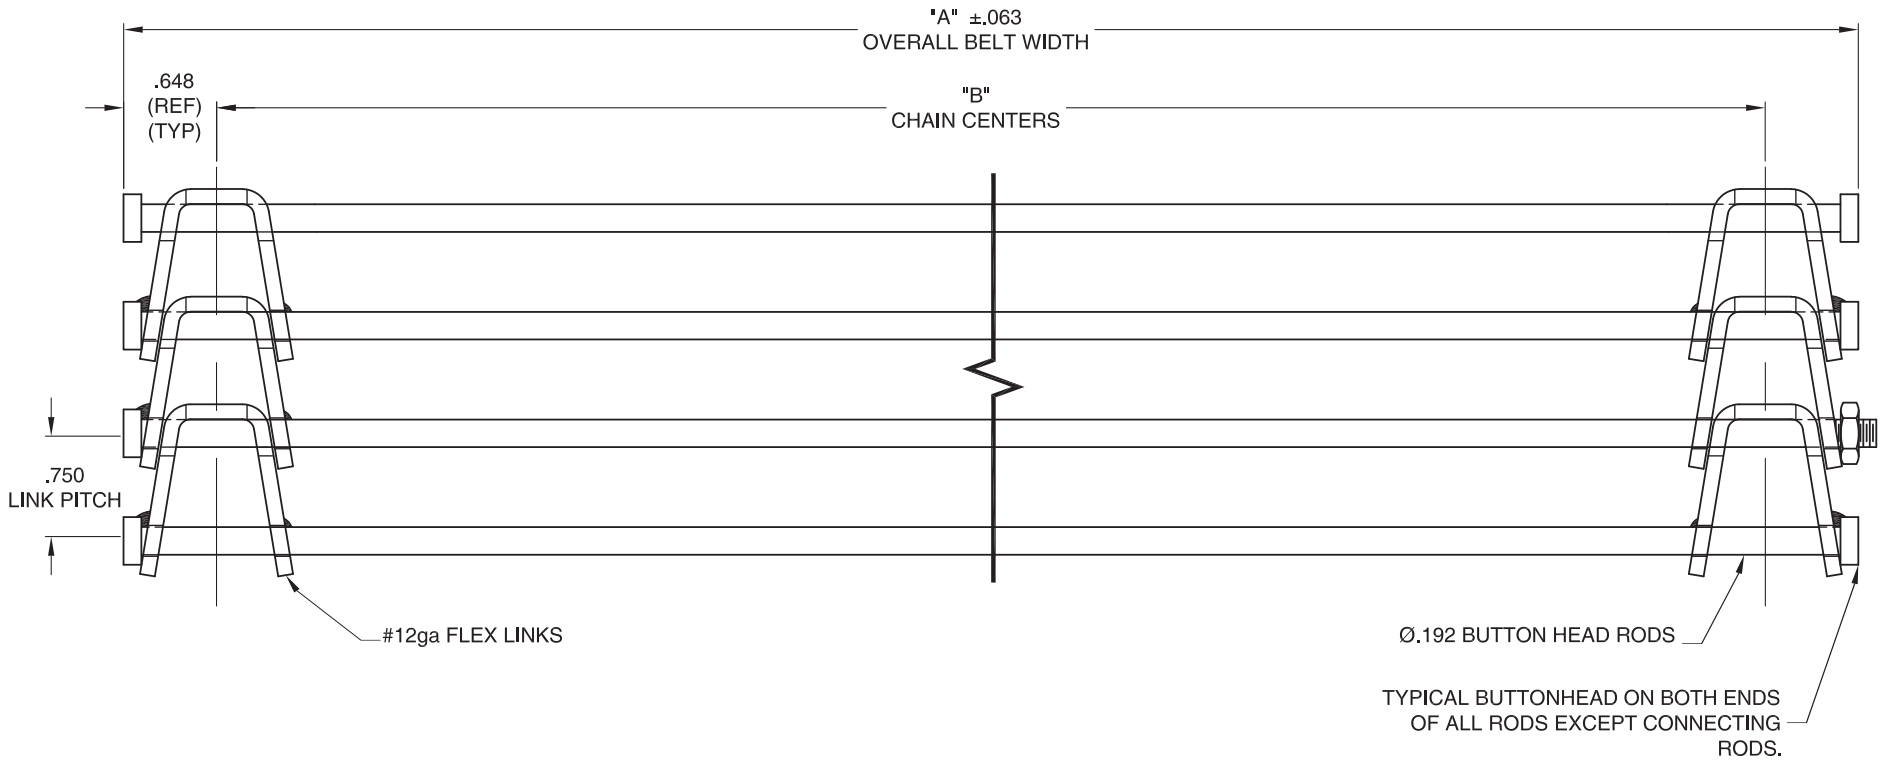 "A" ±.063
OVERALL BELT WIDTH
.648
(REF)
(TYP)
"B"
CHAIN CENTERS
.750
LINK PITCH
#12ga FLEX LINKS
Ø.192 BUTTON HEAD RODS
TYPICAL BUTTONHEAD ON BOTH ENDS
OF ALL RODS EXCEPT CONNECTING
RODS.